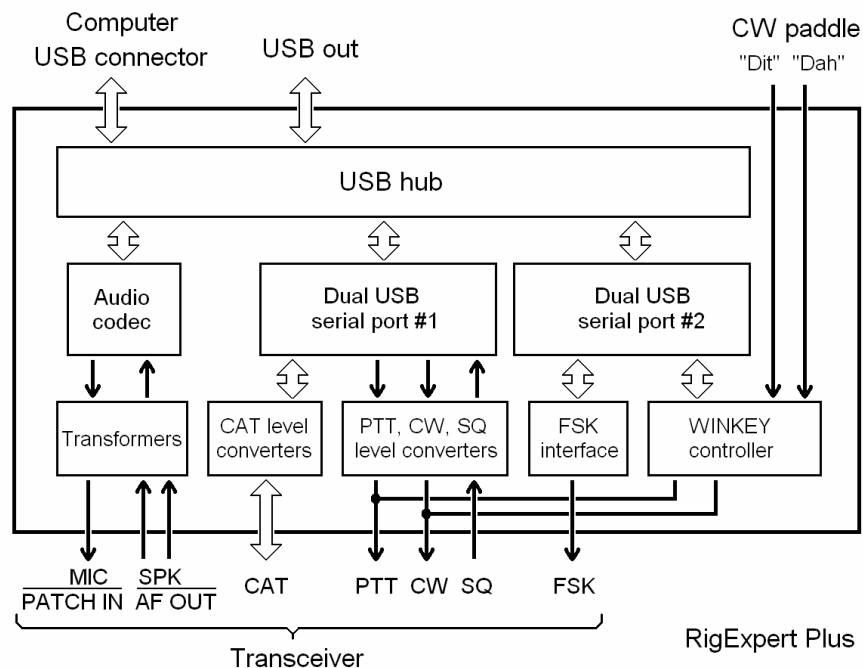 Computer
USB connector
USB out
CW paddle
"Dit" "Dah"
USB hub
Audio
codec
Dual USB
serial port #1
Dual USB
serial port #2
Transformers
CAT level
converters
PTT, CW, SQ
level converters
FSK
interface
WINKEY
controller
MIC
PATCH IN
SPK
AF OUT
CAT
PTT
CW
SQ
FSK
Transceiver
RigExpert Plus